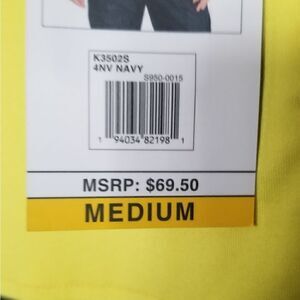 K3502S
4NV NAVY
S950-0015
1 94034 82198 1
MSRP: $69.50
MEDIUM